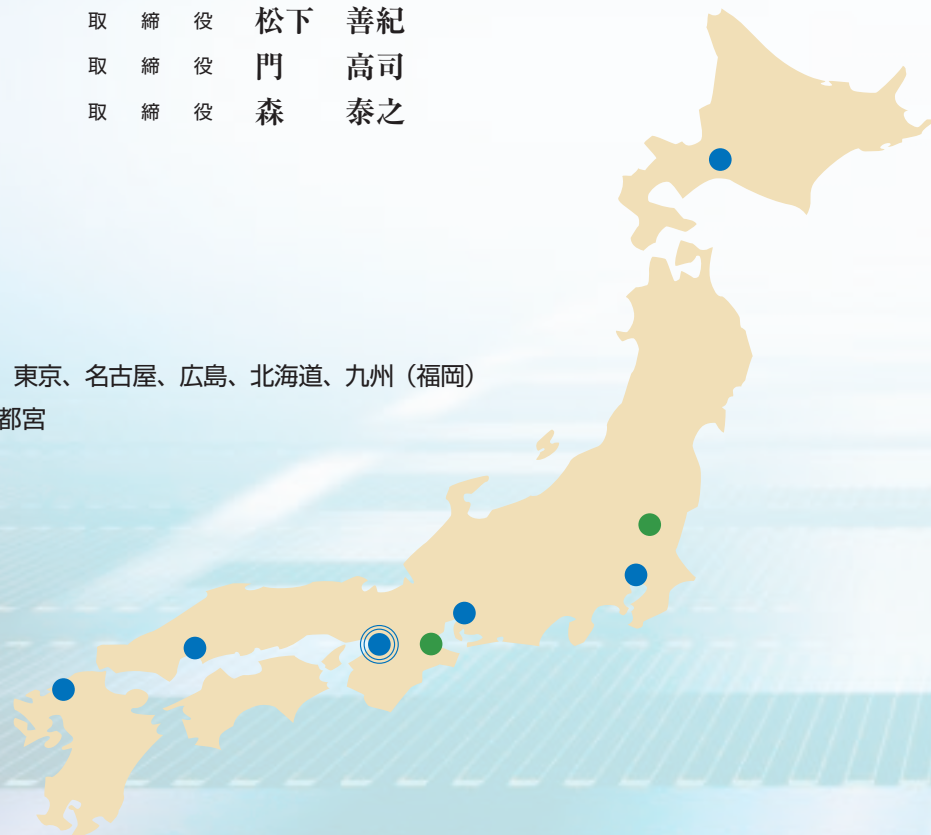 取締役 松下 善紀
取締役 門 高司
取締役 森 泰之
東京、名古屋、広島、北海道、九州（福岡）
都宮